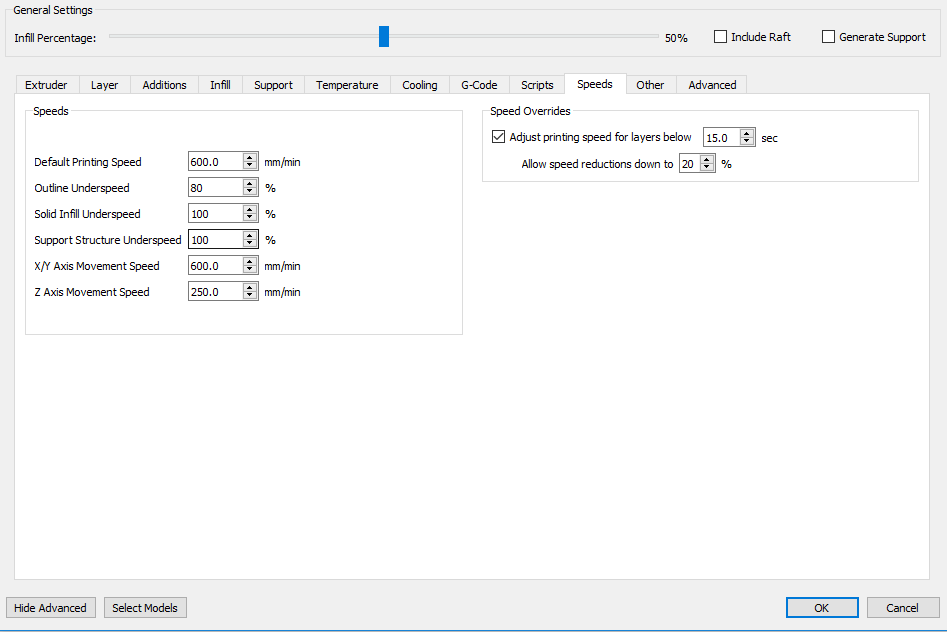 General Settings
Infill Percentage: 50% Include Raft Generate Support
Extruder Layer Additions Infill Support Temperature Cooling G-Code Scripts Speeds Other Advanced
Speeds
Default Printing Speed 600.0 mm/min
Outline Underspeed 80 %
Solid Infill Underspeed 100 %
Support Structure Underspeed 100 %
X/Y Axis Movement Speed 600.0 mm/min
Z Axis Movement Speed 250.0 mm/min
Speed Overrides
Adjust printing speed for layers below 15.0 sec
Allow speed reductions down to 20 %
Hide Advanced Select Models OK Cancel